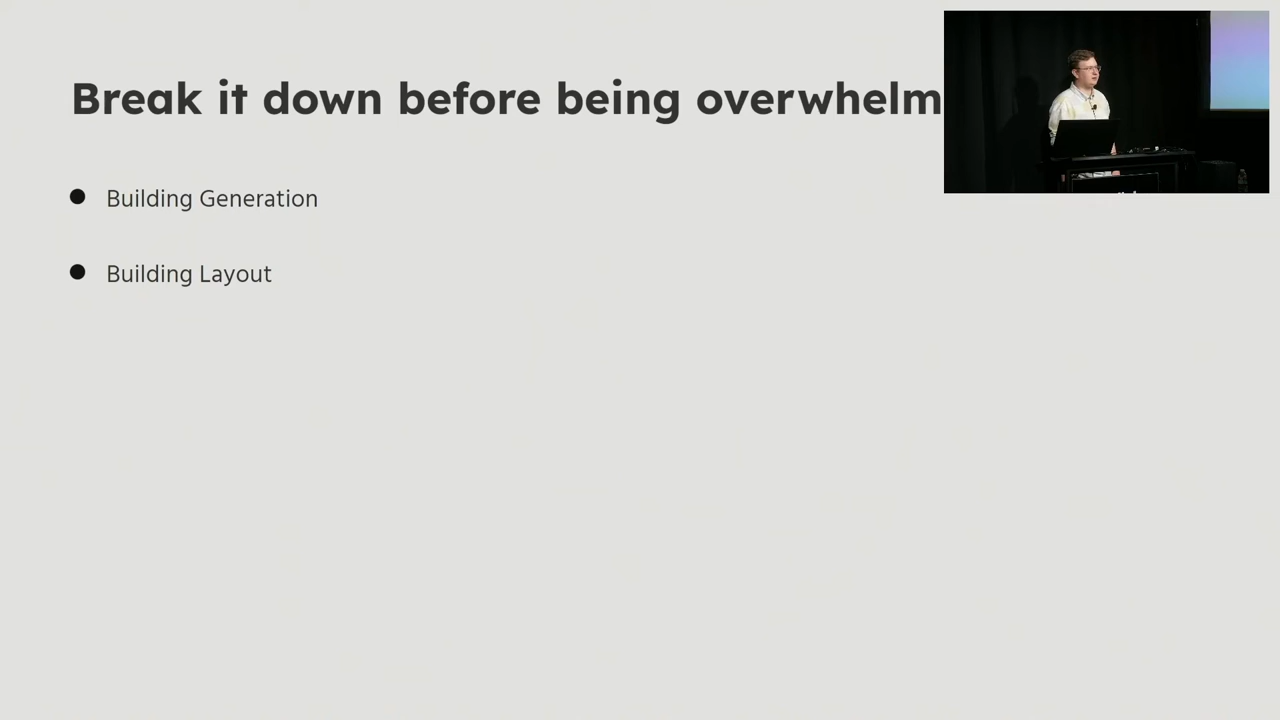 Break it down before being overwhelm
Building Generation
Building Layout